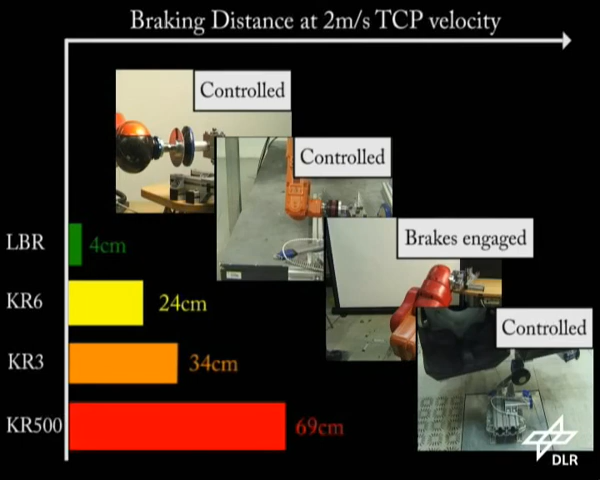 Braking Distance at 2m/s TCP velocity
Controlled
Controlled
Brakes engaged
Controlled
LBR 4cm
KR6 24cm
KR3 34cm
KR500 69cm
DLR